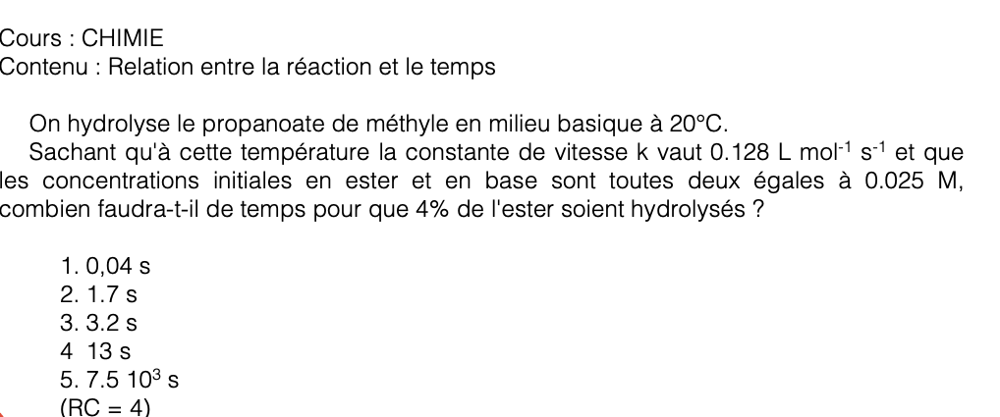 Cours : CHIMIE
Contenu : Relation entre la réaction et le temps
On hydrolyse le propanoate de méthyle en milieu basique à 20°C.
Sachant qu'à cette température la constante de vitesse k vaut 0.128 L mol⁻¹ s⁻¹ et que
les concentrations initiales en ester et en base sont toutes deux égales à 0.025 M,
combien faudra-t-il de temps pour que 4% de l'ester soient hydrolysés ?
1. 0,04 s
2. 1.7 s
3. 3.2 s
4 13 s
5. 7.5 10³ s
(RC = 4)